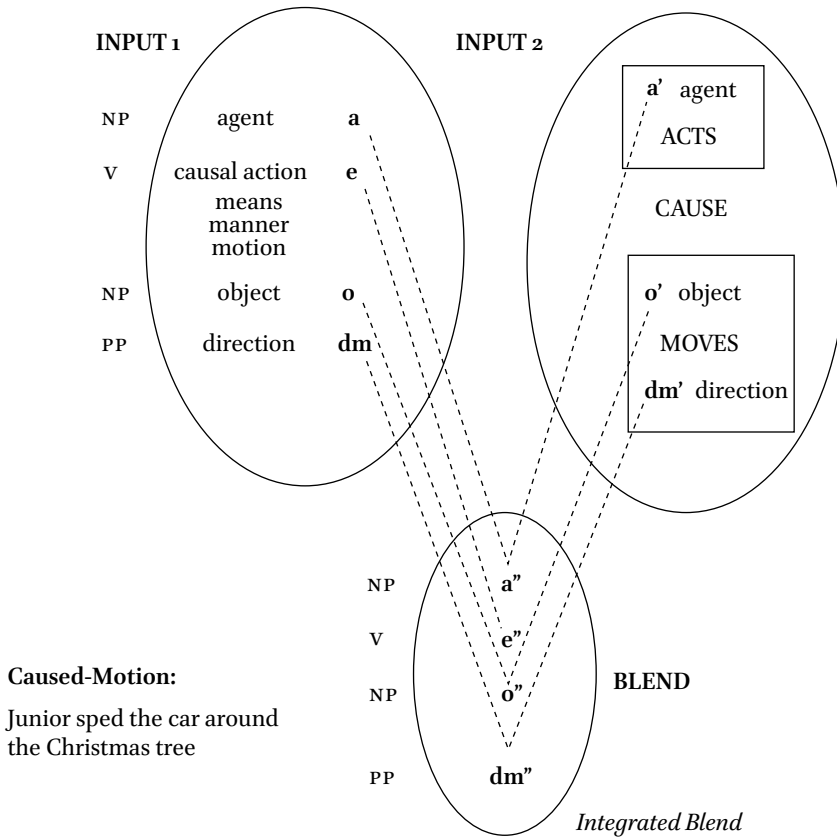 INPUT 1
INPUT 2
NP agent a
V causal action e
means
manner
motion
NP object o
PP direction dm
a' agent
ACTS
CAUSE
o' object
MOVES
dm' direction
NP a”
V e”
NP o”
PP dm”
BLEND
Caused-Motion:
Junior sped the car around
the Christmas tree
Integrated Blend